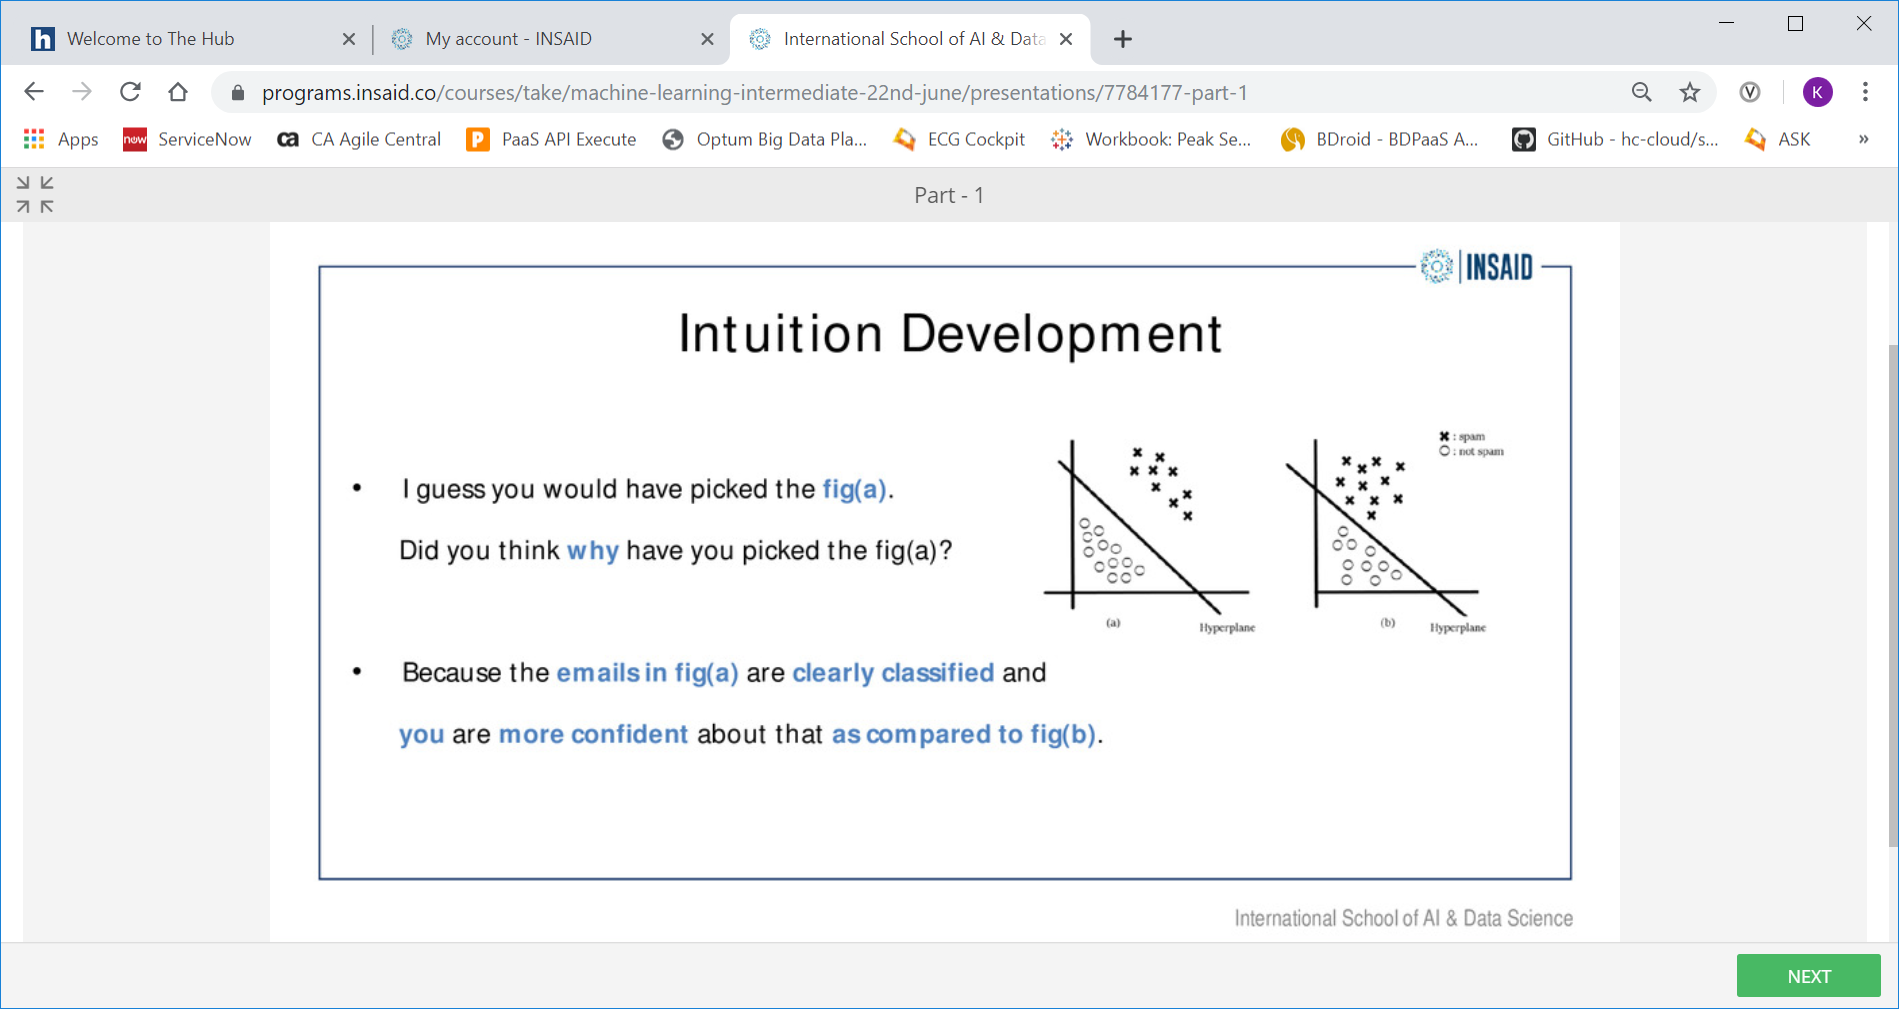 Welcome to The Hub
My account - INSAID
International School of AI & Data
programs.insaid.co/courses/take/machine-learning-intermediate-22nd-june/presentations/7784177-part-1
K
Apps
now ServiceNow
ca CA Agile Central
P PaaS API Execute
Optum Big Data Pla...
ECG Cockpit
Workbook: Peak Se...
BDroid - BDPaaS A...
GitHub - hc-cloud/s...
ASK
»
Part - 1
INSAID
Intuition Development
• I guess you would have picked the fig(a).
Did you think why have you picked the fig(a)?
• Because the emails in fig(a) are clearly classified and
you are more confident about that as compared to fig(b).
✖ : spam
O : not spam
(a)
Hyperplane
(b)
Hyperplane
International School of AI & Data Science
NEXT